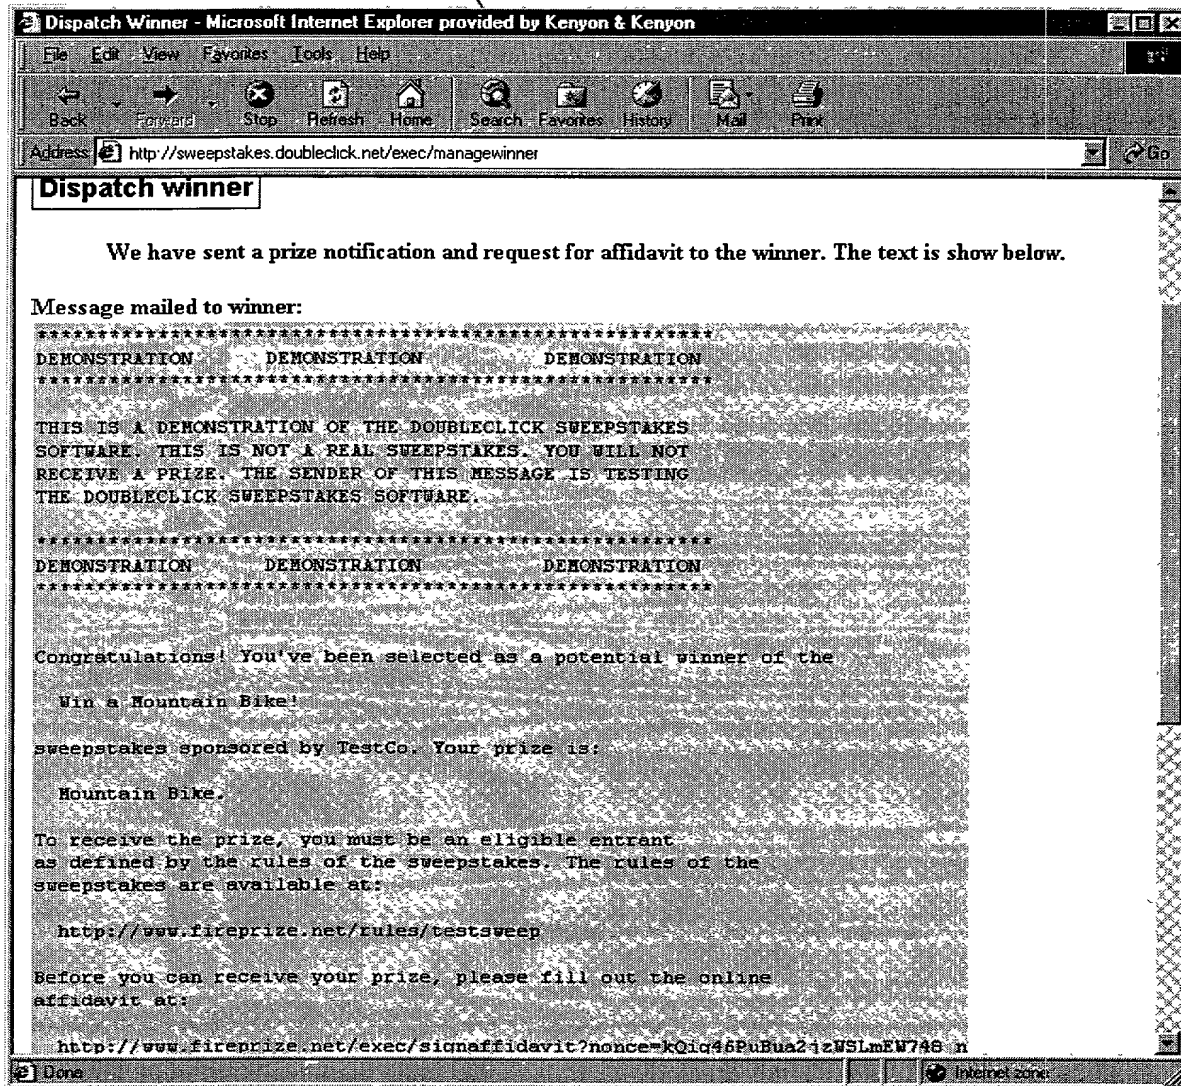 Dispatch Winner - Microsoft Internet Explorer provided by Kenyon & Kenyon
File Edit View Favorites Tools Help
Back Forward Stop Refresh Home Search Favorites History Mail Print
Address http://sweepstakes.doubleclick.net/exec/managewinner Go
Dispatch winner
We have sent a prize notification and request for affidavit to the winner. The text is show below.
Message mailed to winner:
********************************************************
DEMONSTRATION DEMONSTRATION DEMONSTRATION
********************************************************
THIS IS A DEMONSTRATION OF THE DOUBLECLICK SWEEPSTAKES
SOFTWARE. THIS IS NOT A REAL SWEEPSTAKES. YOU WILL NOT
RECEIVE A PRIZE. THE SENDER OF THIS MESSAGE IS TESTING
THE DOUBLECLICK SWEEPSTAKES SOFTWARE.
********************************************************
DEMONSTRATION DEMONSTRATION DEMONSTRATION
********************************************************
Congratulations! You've been selected as a potential winner of the
Win a Mountain Bike!
sweepstakes sponsored by TestCo. Your prize is:
Mountain Bike.
To receive the prize, you must be an eligible entrant
as defined by the rules of the sweepstakes. The rules of the
sweepstakes are available at:
http://www.fireprize.net/rules/testsweep
Before you can receive your prize, please fill out the online
affidavit at:
http://www.fireprize.net/exec/signaffidavit?nonce=kQiq46PuBua2jzWSLmEW748 n
Done Internet zone